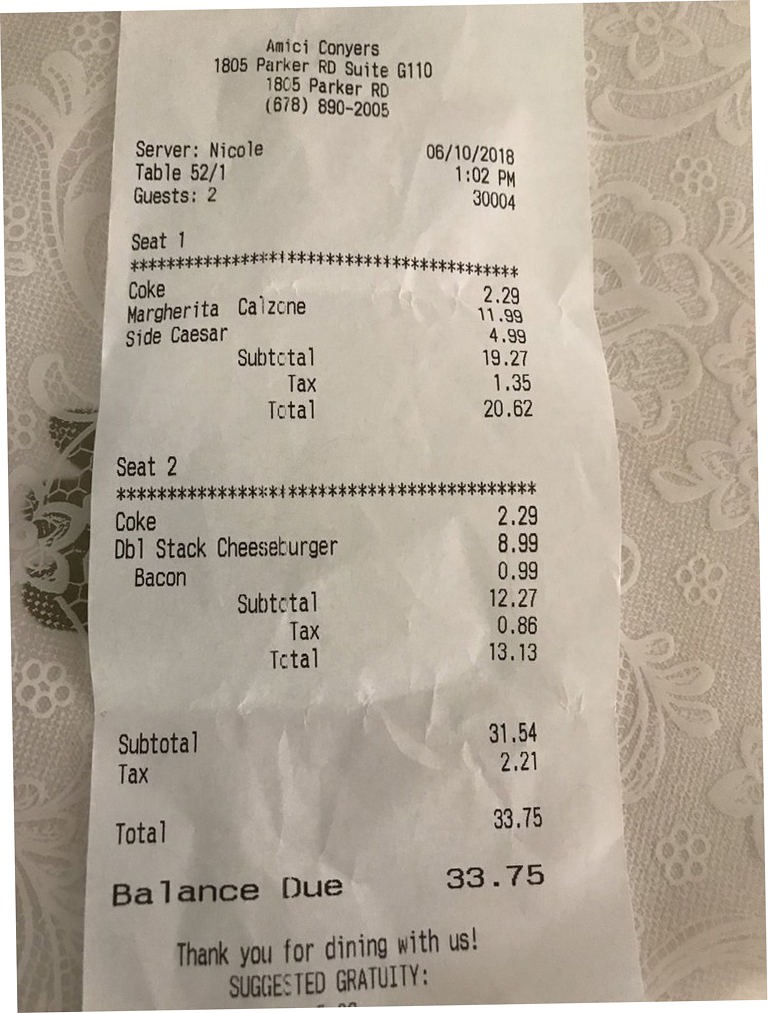 Amici Conyers
1805 Parker RD Suite G110
1805 Parker RD
(678) 890-2005
Server: Nicole 06/10/2018
Table 52/1 1:02 PM
Guests: 2 30004
Seat 1
*******************************************
Coke 2.29
Margherita Calzone 11.99
Side Caesar 4.99
Subtotal 19.27
Tax 1.35
Total 20.62
Seat 2
*******************************************
Coke 2.29
Dbl Stack Cheeseburger 8.99
Bacon 0.99
Subtotal 12.27
Tax 0.86
Total 13.13
Subtotal 31.54
Tax 2.21
Total 33.75
Balance Due 33.75
Thank you for dining with us!
SUGGESTED GRATUITY: